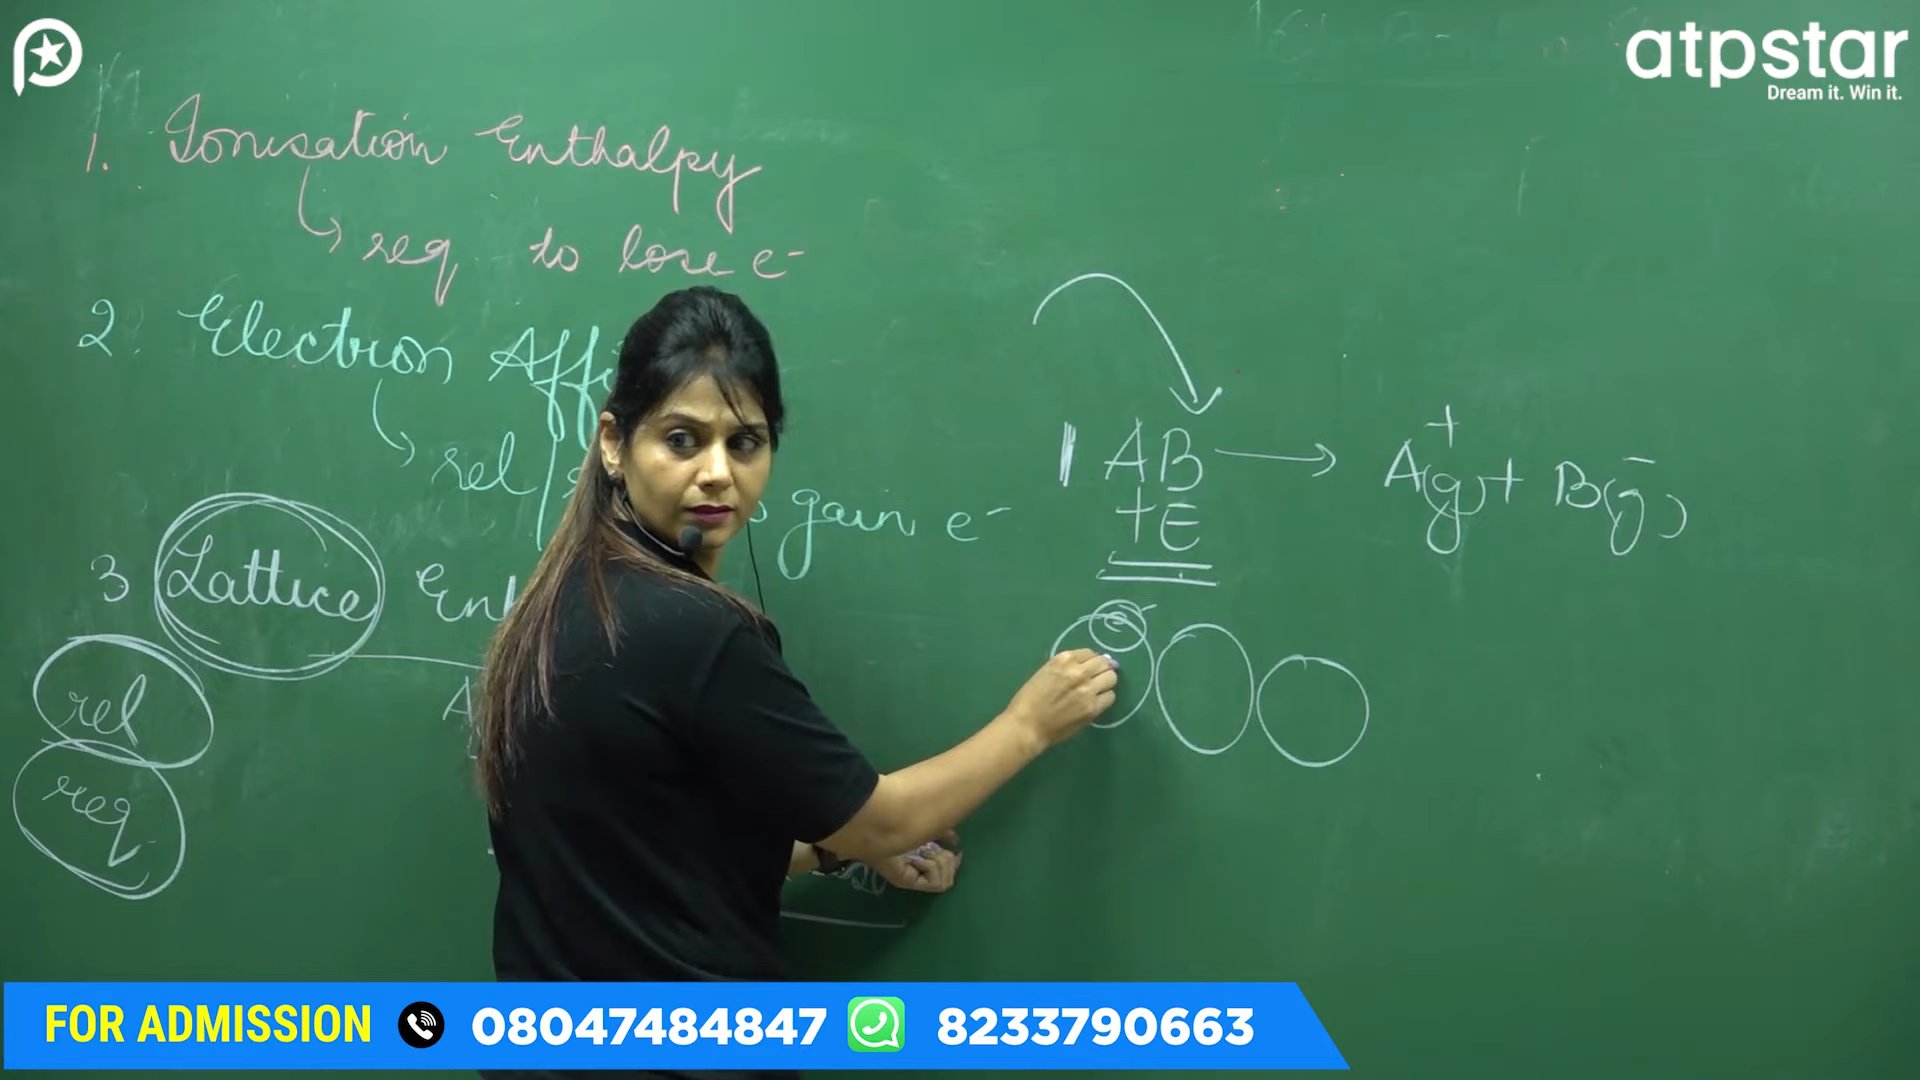 atpstar
Dream it. Win it.
1. Ionisation Enthalpy
req. to lose e-
2. Electron Affi
rel/ gain e-
3 Lattice Ent
rel
req.
A
1 AB → A+(g) + B-(g)
+E
FOR ADMISSION 08047484847 8233790663